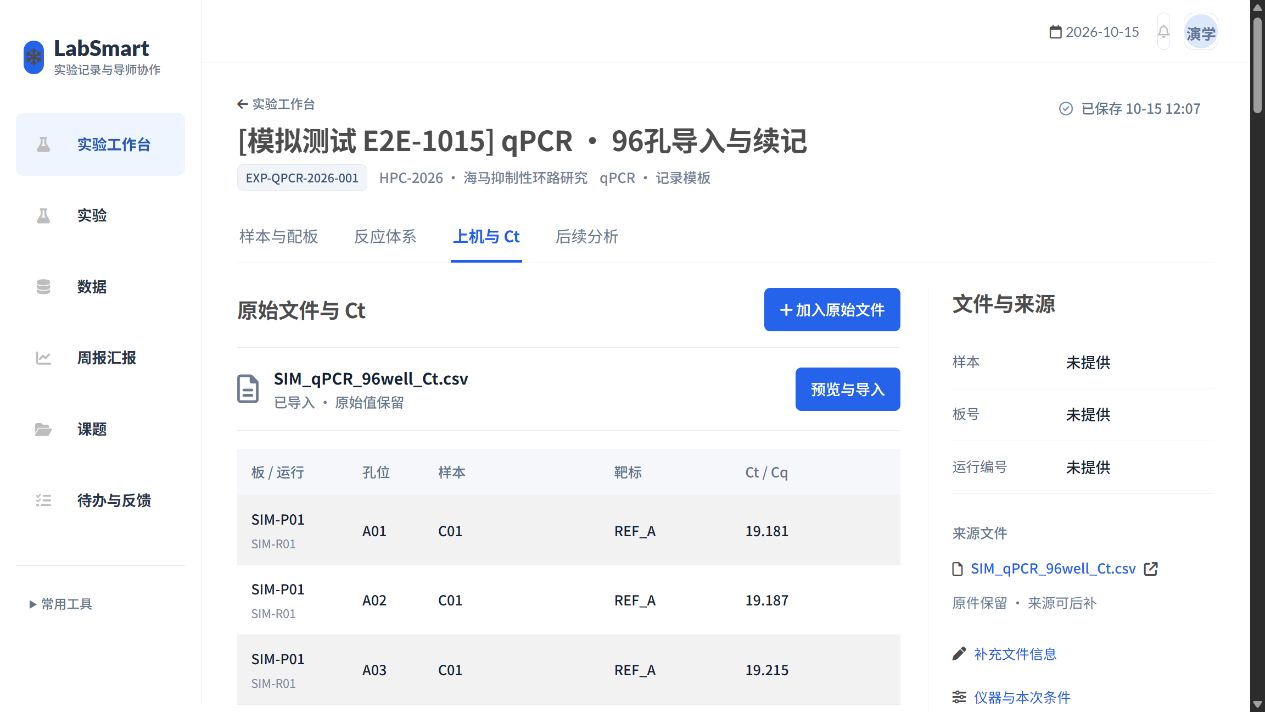 LabSmart
实验记录与导师协作
实验工作台
实验
数据
周报汇报
课题
待办与反馈
常用工具
2026-10-15
演学
实验工作台
已保存 10-15 12:07
[模拟测试 E2E-1015] qPCR · 96孔导入与续记
EXP-QPCR-2026-001 HPC-2026 · 海马抑制性环路研究 qPCR · 记录模板
样本与配板 反应体系 上机与 Ct 后续分析
原始文件与 Ct
加入原始文件
SIM_qPCR_96well_Ct.csv
已导入 · 原始值保留
预览与导入
板 / 运行 孔位 样本 靶标 Ct / Cq
SIM-P01
SIM-R01
A01 C01 REF_A 19.181
SIM-P01
SIM-R01
A02 C01 REF_A 19.187
SIM-P01
SIM-R01
A03 C01 REF_A 19.215
文件与来源
样本 未提供
板号 未提供
运行编号 未提供
来源文件
SIM_qPCR_96well_Ct.csv
原件保留 · 来源可后补
补充文件信息
仪器与本次条件